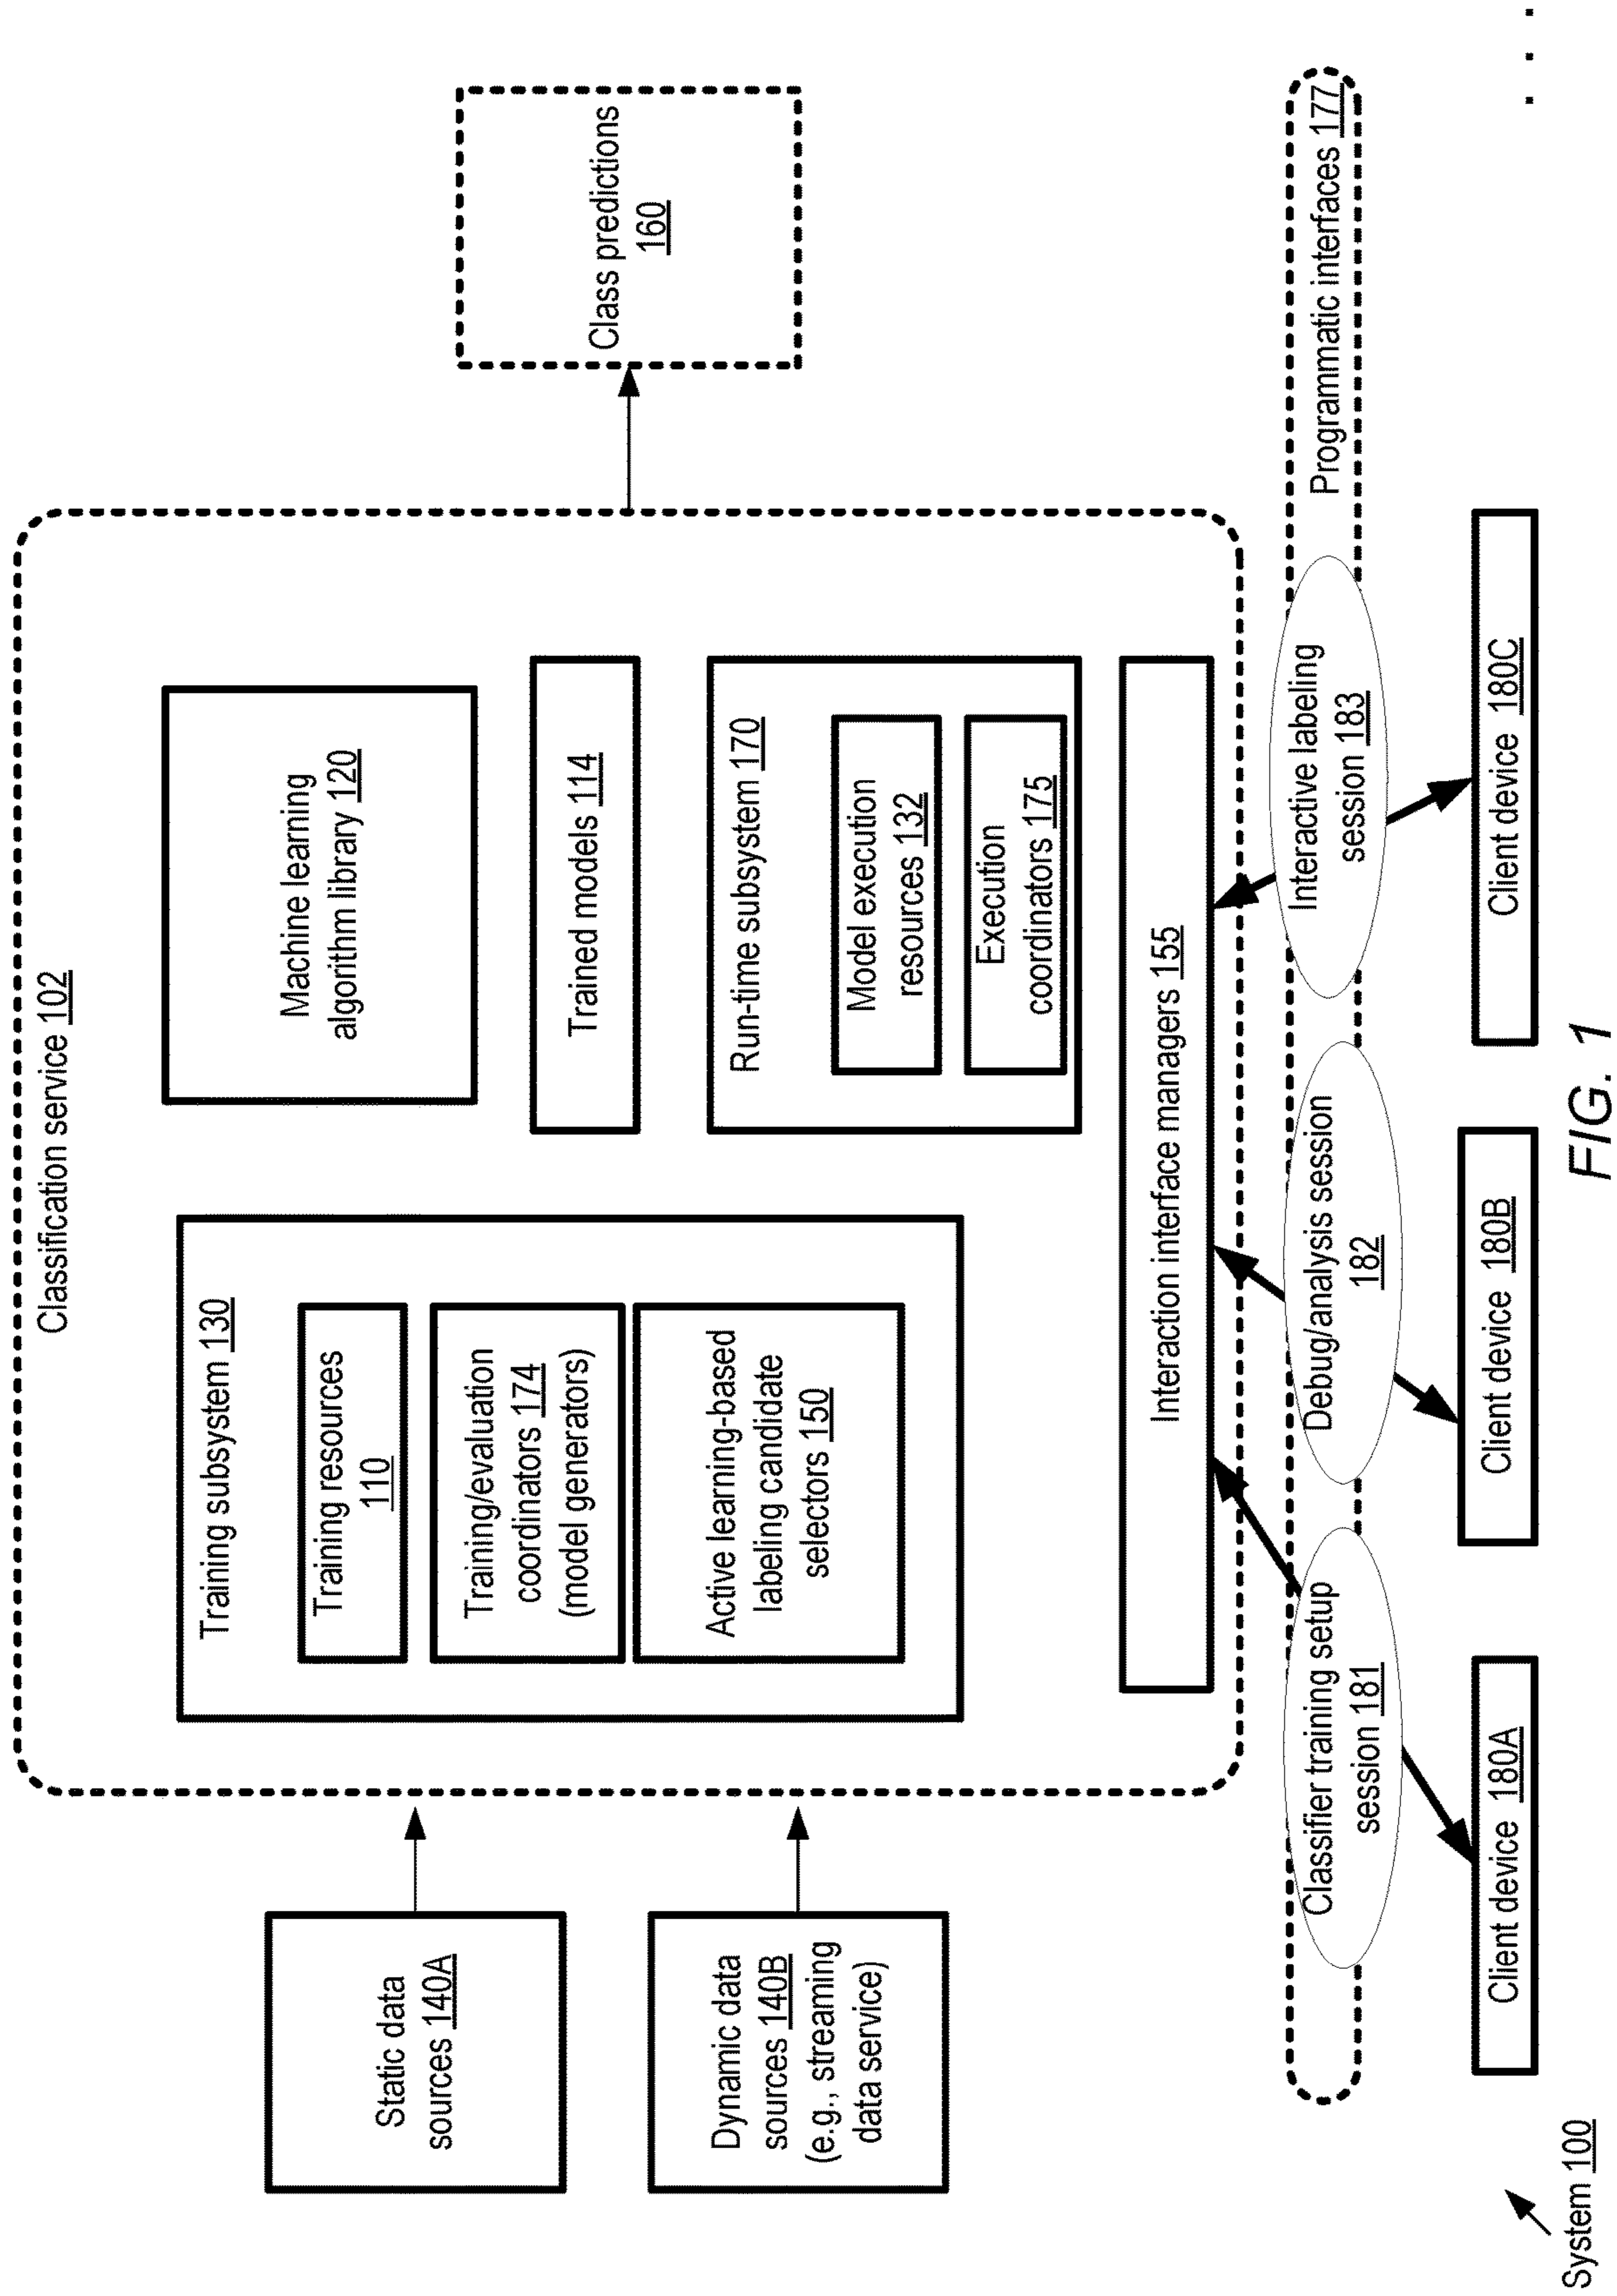 Classification service 102
Static data
sources 140A
Dynamic data
sources 140B
(e.g., streaming
data service)
Training subsystem 130
Training resources
110
Training/evaluation
coordinators 174
(model generators)
Active learning-based
labeling candidate
selectors 150
Machine learning
algorithm library 120
Trained models 114
Run-time subsystem 170
Model execution
resources 132
Execution
coordinators 175
Interaction interface managers 155
Class predictions
160
Classifier training setup
session 181
Debug/analysis session
182
Interactive labeling
session 183
Programmatic interfaces 177
Client device 180A
Client device 180B
Client device 180C
. . .
System 100
FIG. 1